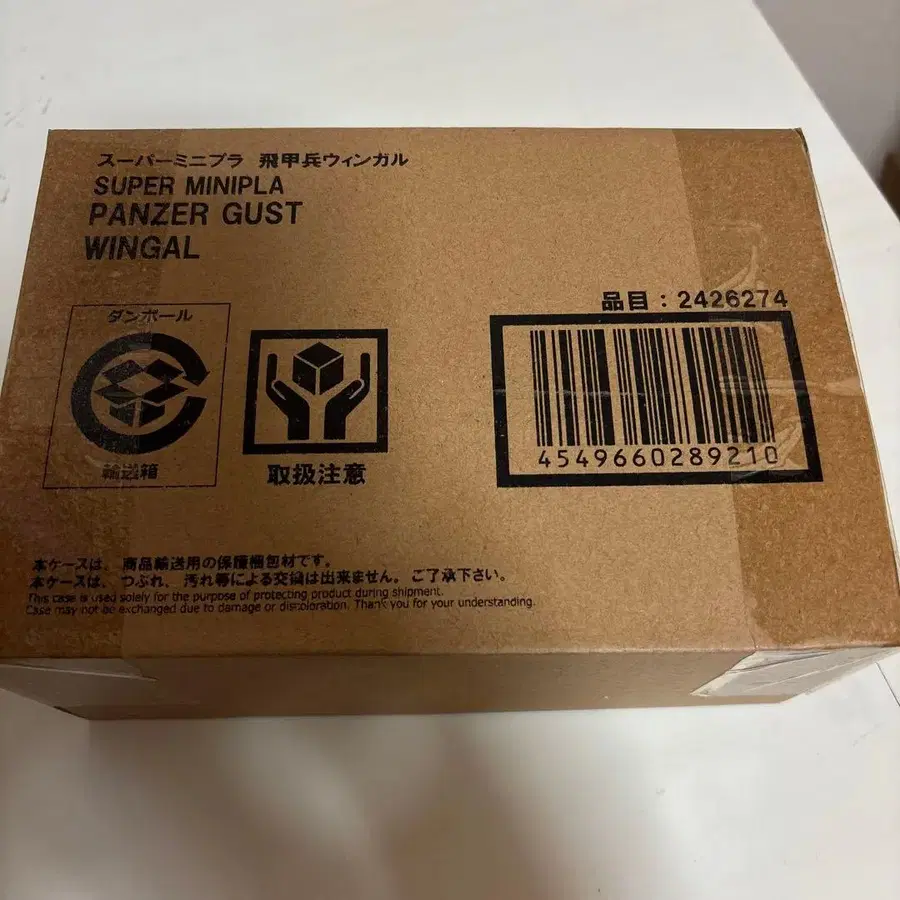 スーパーミニプラ 飛甲兵ウィンガル
SUPER MINIPLA
PANZER GUST
WINGAL
品目：2426274
ダンボール
輸送箱
取扱注意
4549660289210
本ケースは、商品輸送用の保護梱包材です。
本ケースは、つぶれ、汚れ等による交換は出来ません。ご了承下さい。
This case is used solely for the purpose of protecting product during shipment.
Case may not be exchanged due to damage or discoloration. Thank you for your understanding.